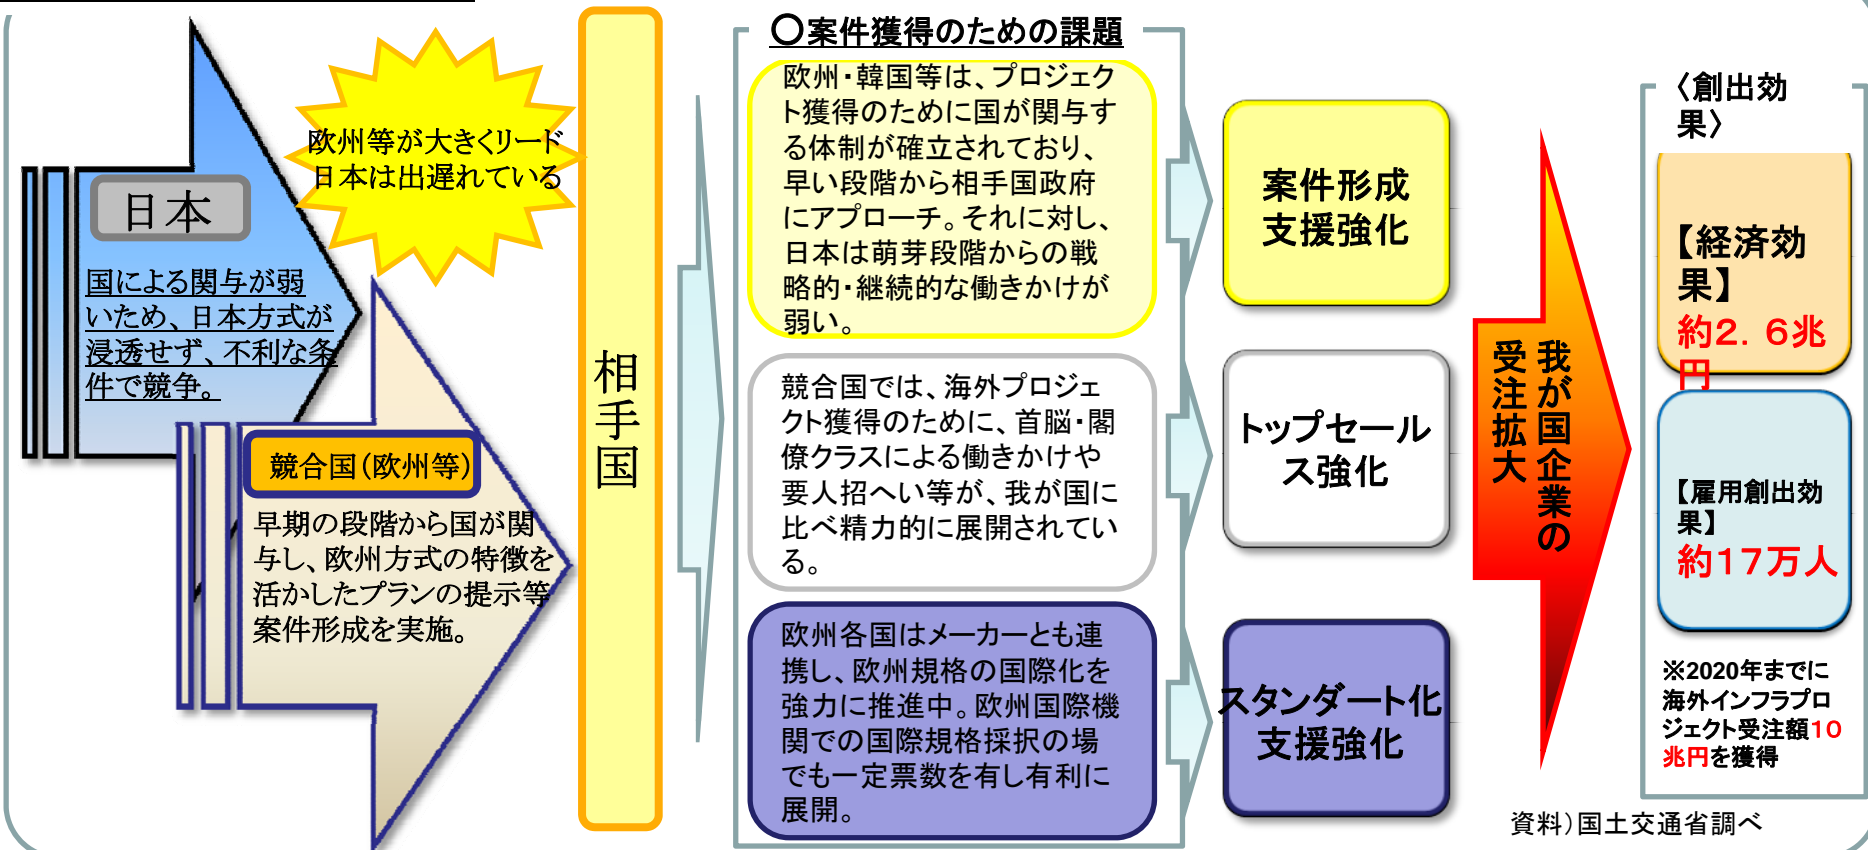 日本
国による関与が弱
いため、日本方式が
浸透せず、不利な条
件で競争。
欧州等が大きくリード
日本は出遅れている
競合国(欧州等)
早期の段階から国が関
与し、欧州方式の特徴を
活かしたプランの提示等
案件形成を実施。
相手国
〇案件獲得のための課題
欧州・韓国等は、プロジェク
ト獲得のために国が関与す
る体制が確立されており、
早い段階から相手国政府
にアプローチ。それに対し、
日本は萌芽段階からの戦
略的・継続的な働きかけが
弱い。
競合国では、海外プロジェ
クト獲得のために、首脳・閣
僚クラスによる働きかけや
要人招へい等が、我が国に
比べ精力的に展開されてい
る。
欧州各国はメーカーとも連
携し、欧州規格の国際化を
強力に推進中。欧州国際機
関での国際規格採択の場
でも一定票数を有し有利に
展開。
案件形成
支援強化
トップセール
ス強化
スタンダート化
支援強化
我が国企業の
受注拡大
〈創出効
果〉
【経済効
果】
約2．6兆
円
【雇用創出効
果】
約17万人
※2020年までに
海外インフラプロ
ジェクト受注額10
兆円を獲得
資料）国土交通省調べ